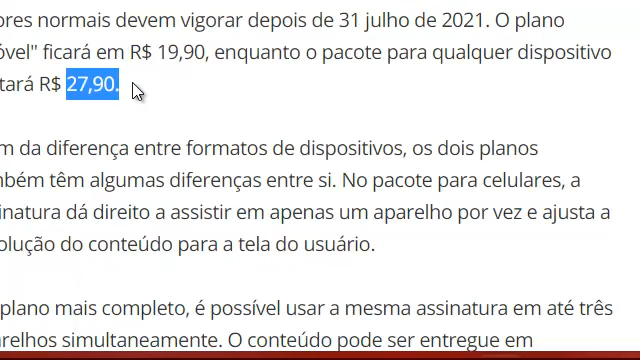 ores normais devem vigorar depois de 31 julho de 2021. O plano
óvel" ficará em R$ 19,90, enquanto o pacote para qualquer dispositivo
tará R$ 27,90.
m da diferença entre formatos de dispositivos, os dois planos
mbém têm algumas diferenças entre si. No pacote para celulares, a
inatura dá direito a assistir em apenas um aparelho por vez e ajusta a
olução do conteúdo para a tela do usuário.
plano mais completo, é possível usar a mesma assinatura em até três
arelhos simultaneamente. O conteúdo pode ser entregue em